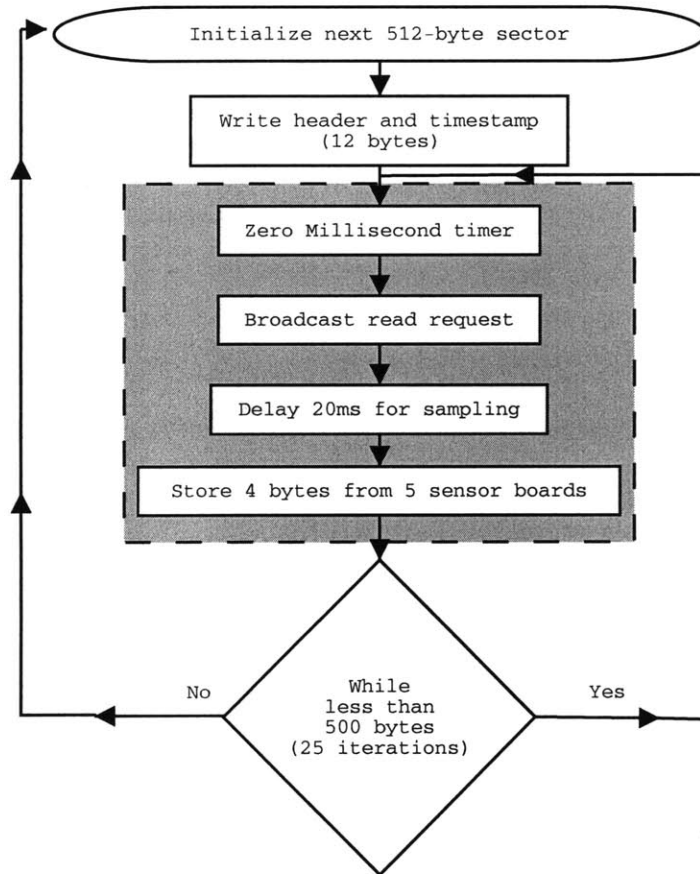 Initialize next 512-byte sector
Write header and timestamp
(12 bytes)
Zero Millisecond timer
Broadcast read request
Delay 20ms for sampling
Store 4 bytes from 5 sensor boards
No
While
less than
500 bytes
(25 iterations)
Yes